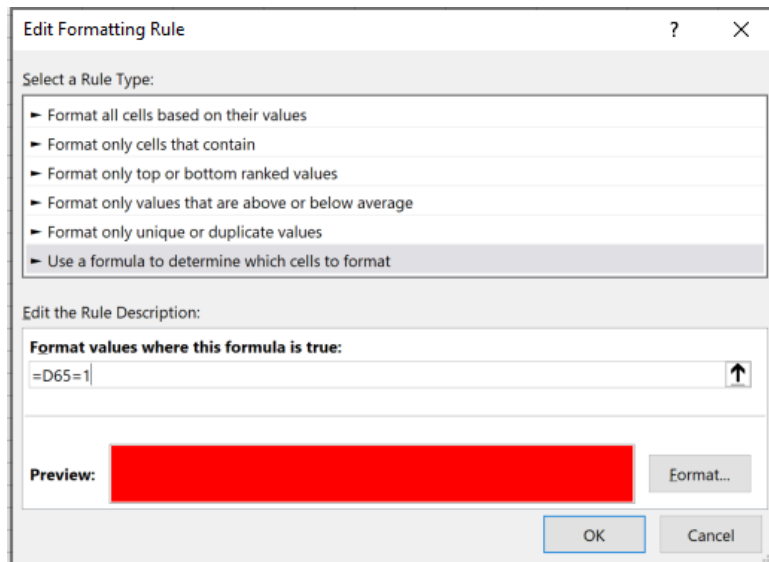 Edit Formatting Rule ? ×
Select a Rule Type:
► Format all cells based on their values
► Format only cells that contain
► Format only top or bottom ranked values
► Format only values that are above or below average
► Format only unique or duplicate values
► Use a formula to determine which cells to format
Edit the Rule Description:
Format values where this formula is true:
=D65=1
Preview:
Format...
OK Cancel